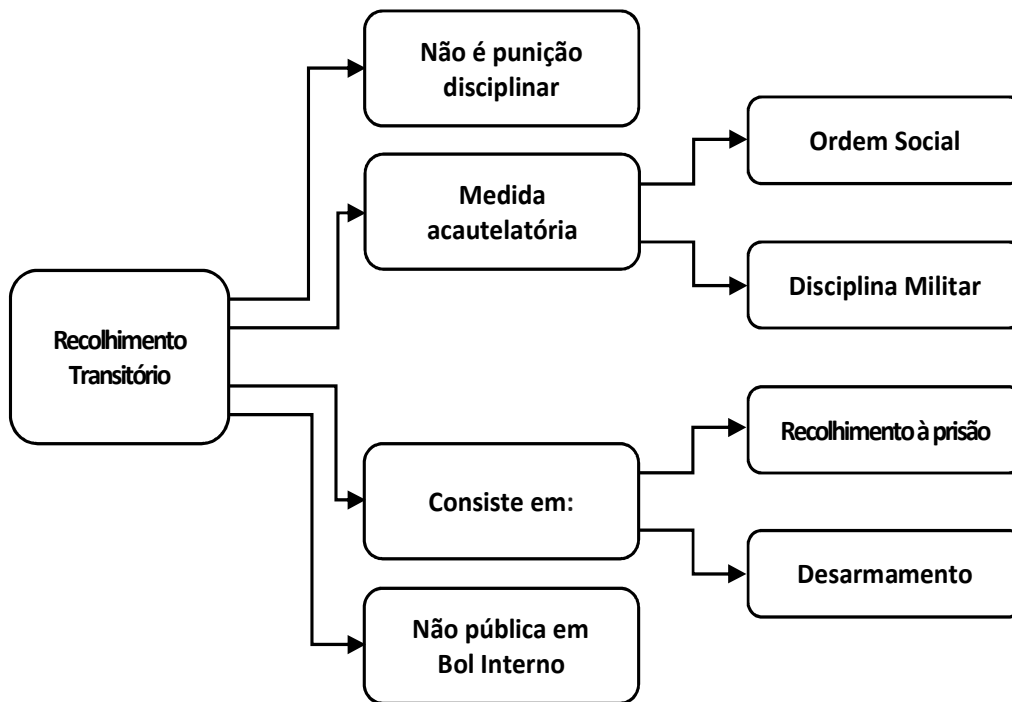 Não é punição
disciplinar
Ordem Social
Medida
acautelatória
Disciplina Militar
Recolhimento
Transitório
Recolhimento à prisão
Consiste em:
Desarmamento
Não pública em
Bol Interno